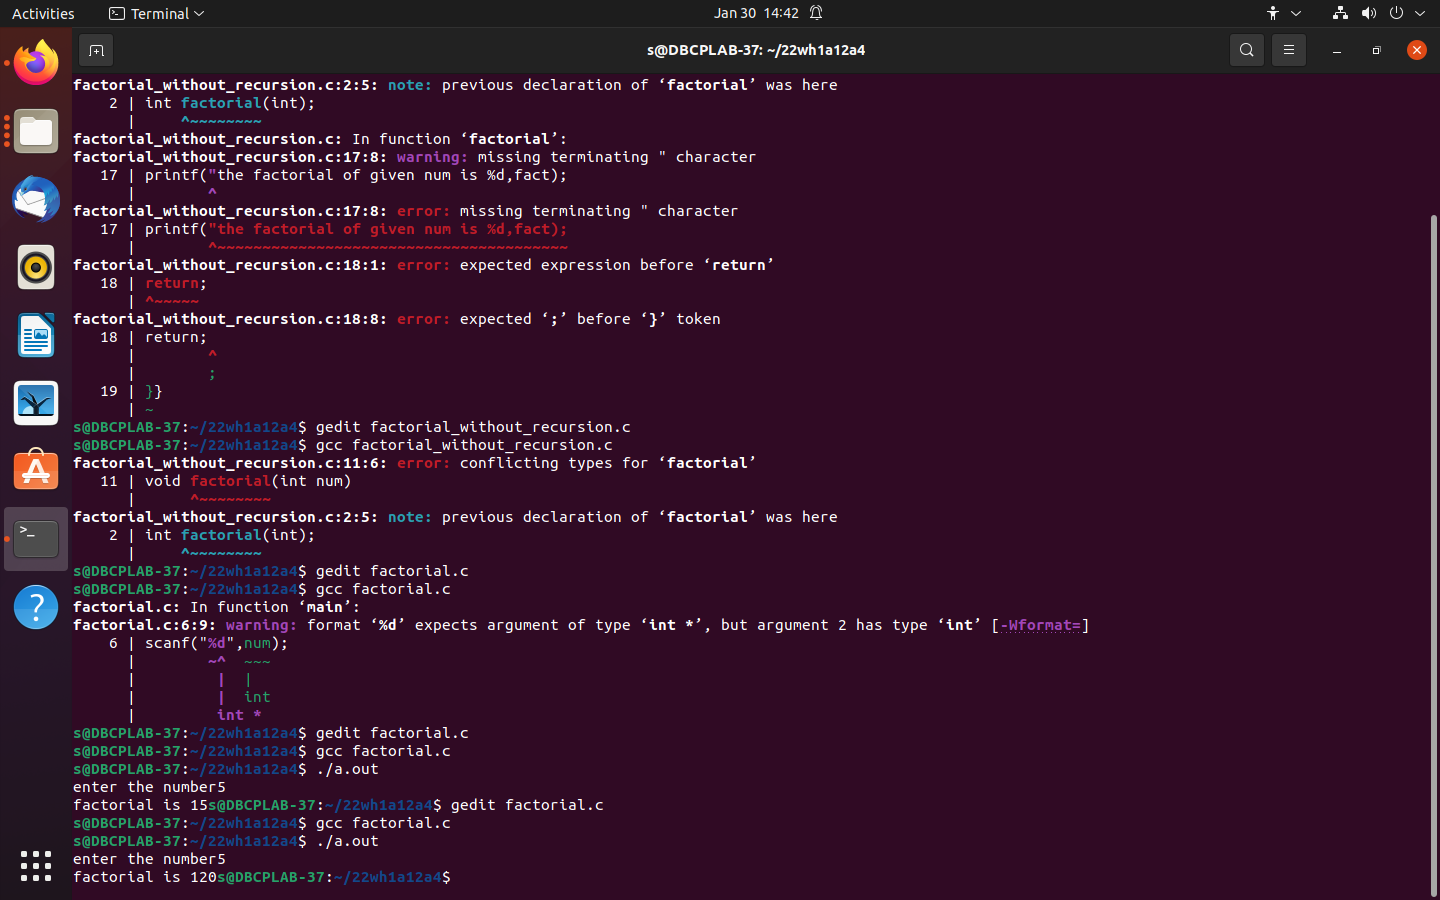 Activities Terminal Jan 30 14:42
s@DBCPLAB-37: ~/22wh1a12a4
factorial_without_recursion.c:2:5: note: previous declaration of ‘factorial’ was here
    2 | int factorial(int);
      |     ^~~~~~~~~
factorial_without_recursion.c: In function ‘factorial’:
factorial_without_recursion.c:17:8: warning: missing terminating " character
   17 | printf("the factorial of given num is %d,fact);
      |        ^
factorial_without_recursion.c:17:8: error: missing terminating " character
   17 | printf("the factorial of given num is %d,fact);
      |        ^~~~~~~~~~~~~~~~~~~~~~~~~~~~~~~~~~~~~~~~
factorial_without_recursion.c:18:1: error: expected expression before ‘return’
   18 | return;
      | ^~~~~~
factorial_without_recursion.c:18:8: error: expected ‘;’ before ‘}’ token
   18 | return;
      |        ^
      |        ;
   19 | }}
      | ~
s@DBCPLAB-37:~/22wh1a12a4$ gedit factorial_without_recursion.c
s@DBCPLAB-37:~/22wh1a12a4$ gcc factorial_without_recursion.c
factorial_without_recursion.c:11:6: error: conflicting types for ‘factorial’
   11 | void factorial(int num)
      |      ^~~~~~~~~
factorial_without_recursion.c:2:5: note: previous declaration of ‘factorial’ was here
    2 | int factorial(int);
      |     ^~~~~~~~~
s@DBCPLAB-37:~/22wh1a12a4$ gedit factorial.c
s@DBCPLAB-37:~/22wh1a12a4$ gcc factorial.c
factorial.c: In function ‘main’:
factorial.c:6:9: warning: format ‘%d’ expects argument of type ‘int *’, but argument 2 has type ‘int’ [-Wformat=]
    6 | scanf("%d",num);
      |        ~^  ~~~
      |         |  |
      |         |  int
      |         int *
s@DBCPLAB-37:~/22wh1a12a4$ gedit factorial.c
s@DBCPLAB-37:~/22wh1a12a4$ gcc factorial.c
s@DBCPLAB-37:~/22wh1a12a4$ ./a.out
enter the number5
factorial is 15s@DBCPLAB-37:~/22wh1a12a4$ gedit factorial.c
s@DBCPLAB-37:~/22wh1a12a4$ gcc factorial.c
s@DBCPLAB-37:~/22wh1a12a4$ ./a.out
enter the number5
factorial is 120s@DBCPLAB-37:~/22wh1a12a4$